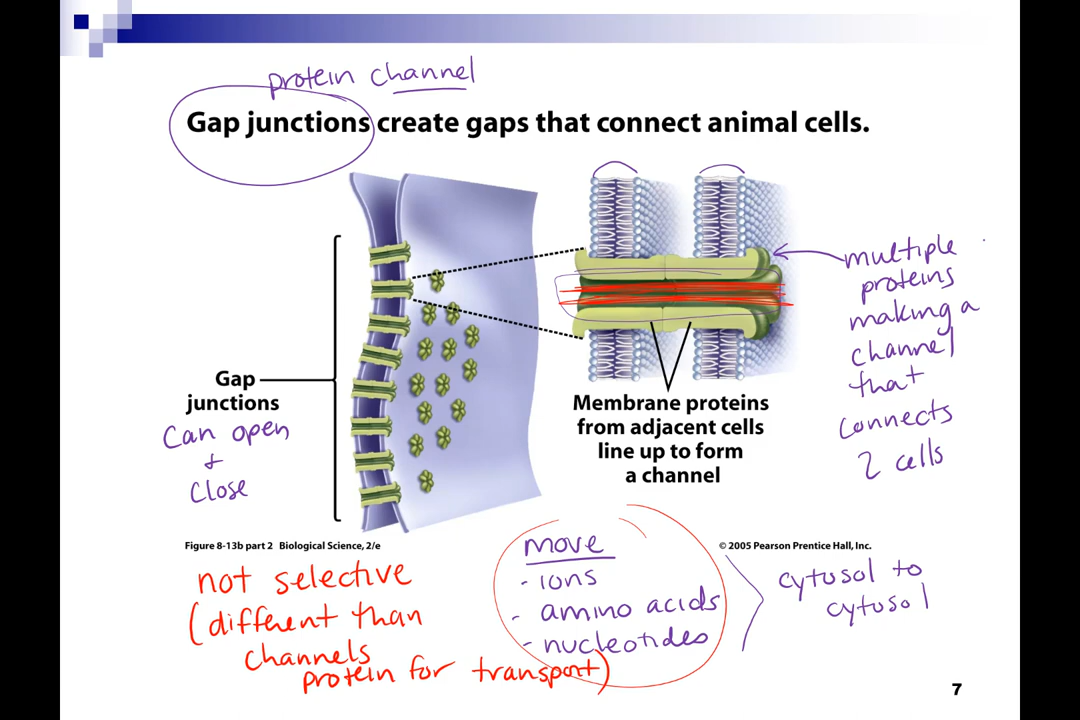 protein channel
Gap junctions create gaps that connect animal cells.
multiple
proteins
making a
channel
that
connects
2 cells
Gap
junctions
Can open
+
Close
Membrane proteins
from adjacent cells
line up to form
a channel
Figure 8-13b part 2 Biological Science, 2/e
© 2005 Pearson Prentice Hall, Inc.
move
- ions
- amino acids
- nucleotides
cytosol to
cytosol
not selective
(different than
channels
protein for transport)
7